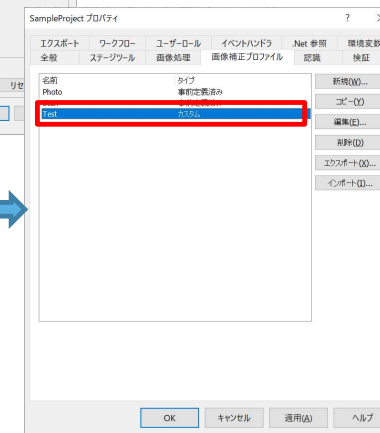 SampleProject プロパティ
エクスポート ワークフロー ユーザーロール イベントハンドラ .Net 参照 環境変数
全般 ステージツール 画像処理 画像補正プロファイル 認識 検証
リセ
名前 タイプ
Photo 事前定義済み
Test カスタム
新規(W)...
コピー(Y)
編集(E)...
削除(D)
エクスポート(X)...
インポート(I)...
OK キャンセル 適用(A) ヘルプ